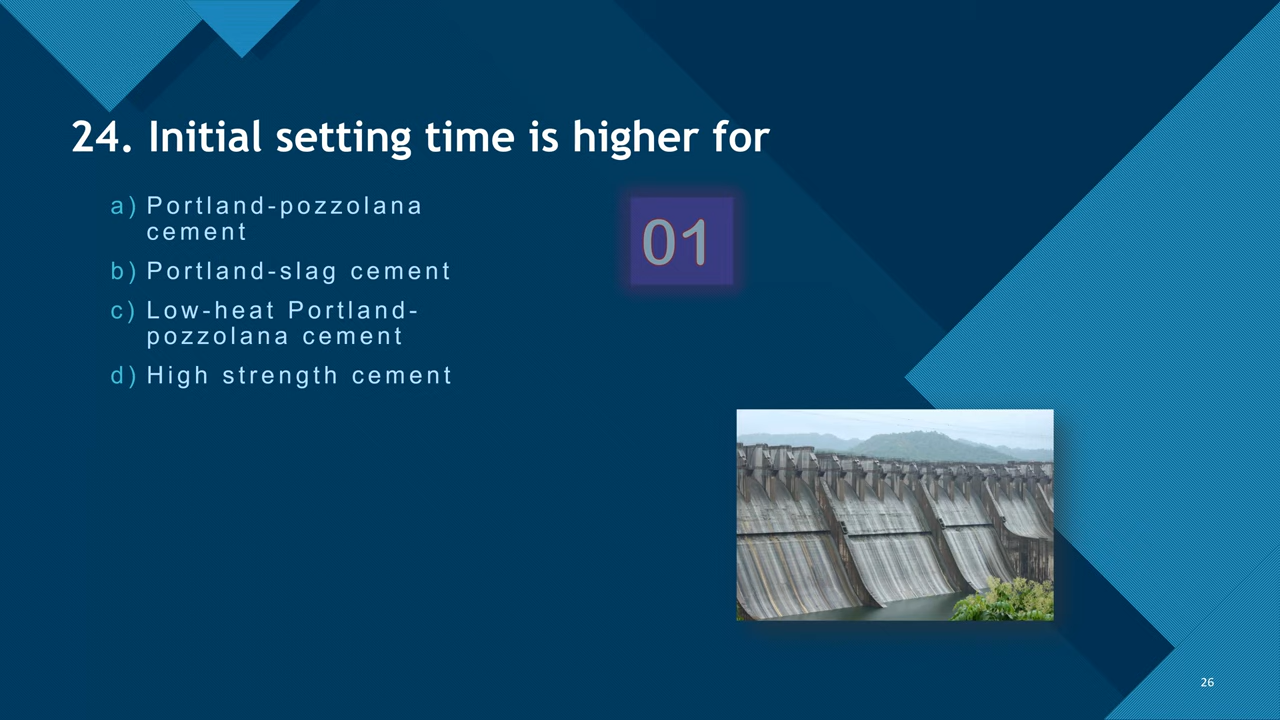 24. Initial setting time is higher for
a) Portland-pozzolana
cement
b) Portland-slag cement
c) Low-heat Portland-
pozzolana cement
d) High strength cement
01
26